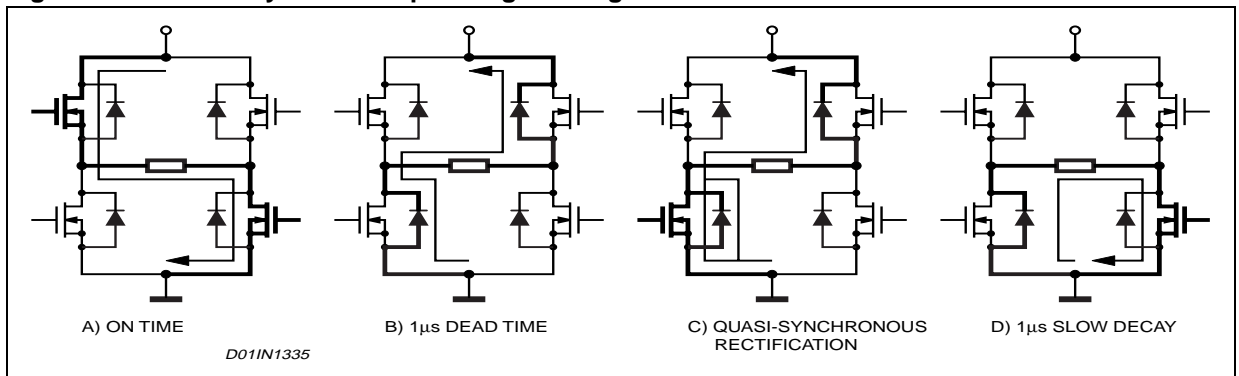 A) ON TIME
B) 1μs DEAD TIME
C) QUASI-SYNCHRONOUS
RECTIFICATION
D) 1μs SLOW DECAY
D01IN1335